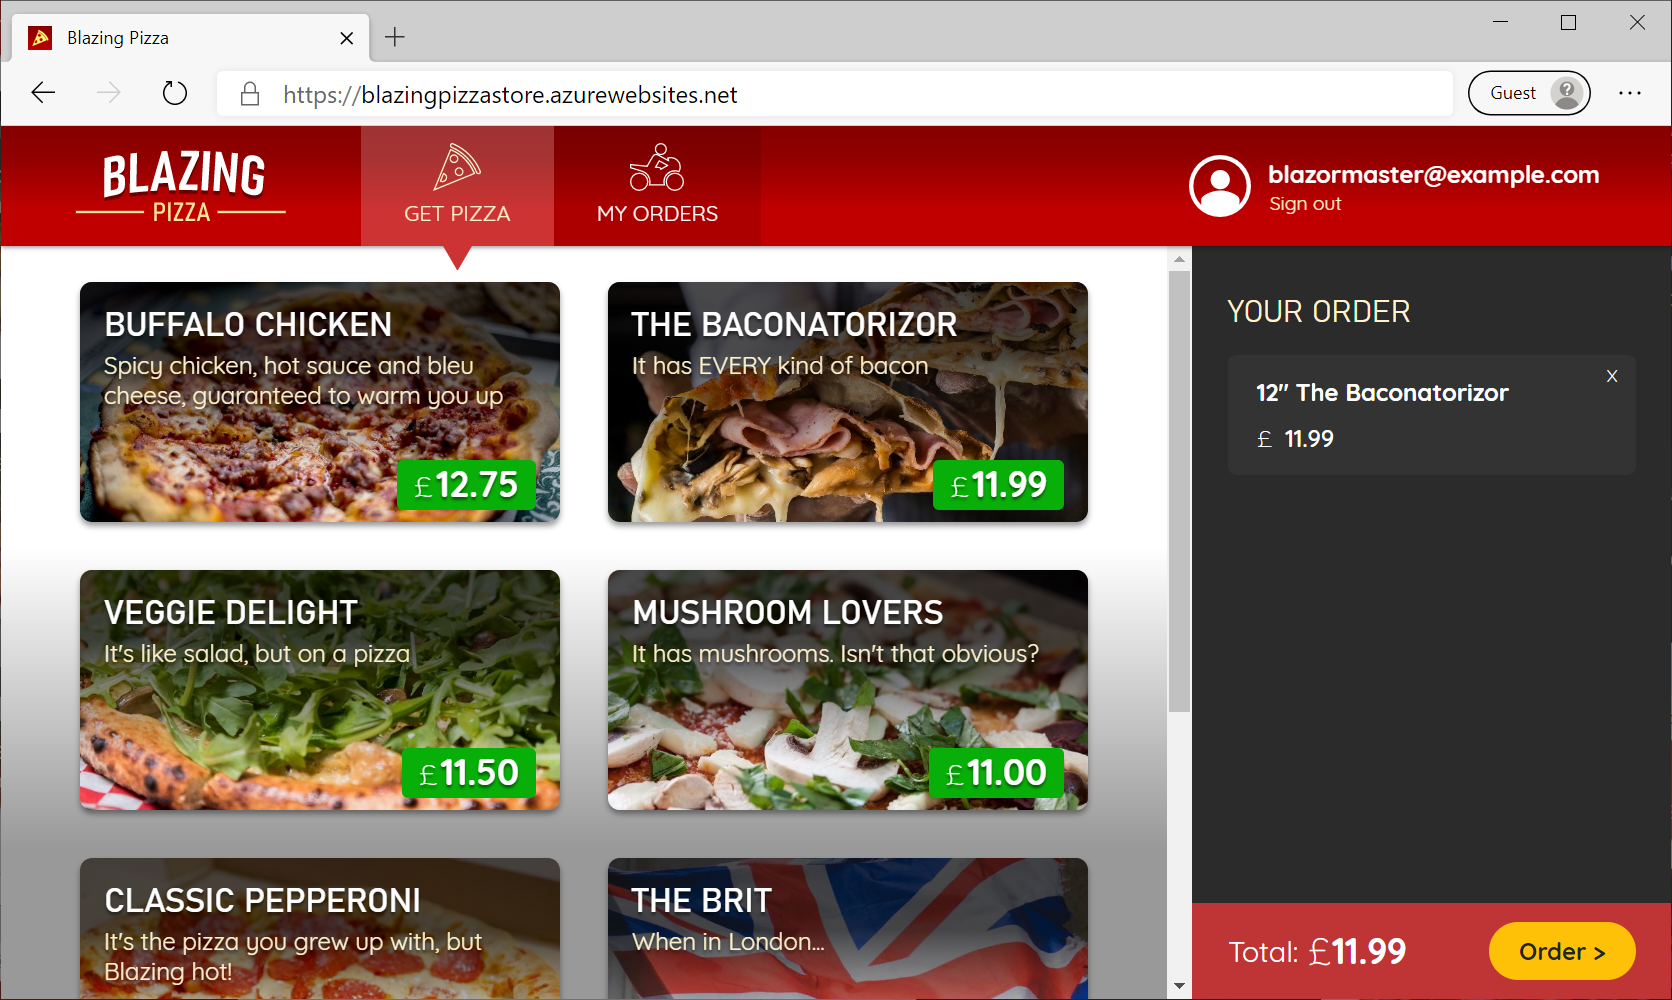 Blazing Pizza
https://blazingpizzastore.azurewebsites.net
Guest
BLAZING
PIZZA
GET PIZZA
MY ORDERS
blazormaster@example.com
Sign out
BUFFALO CHICKEN
Spicy chicken, hot sauce and bleu
cheese, guaranteed to warm you up
£12.75
THE BACONATORIZOR
It has EVERY kind of bacon
£11.99
VEGGIE DELIGHT
It's like salad, but on a pizza
£11.50
MUSHROOM LOVERS
It has mushrooms. Isn't that obvious?
£11.00
CLASSIC PEPPERONI
It's the pizza you grew up with, but
Blazing hot!
THE BRIT
When in London...
YOUR ORDER
12" The Baconatorizor
X
£ 11.99
Total: £11.99
Order >